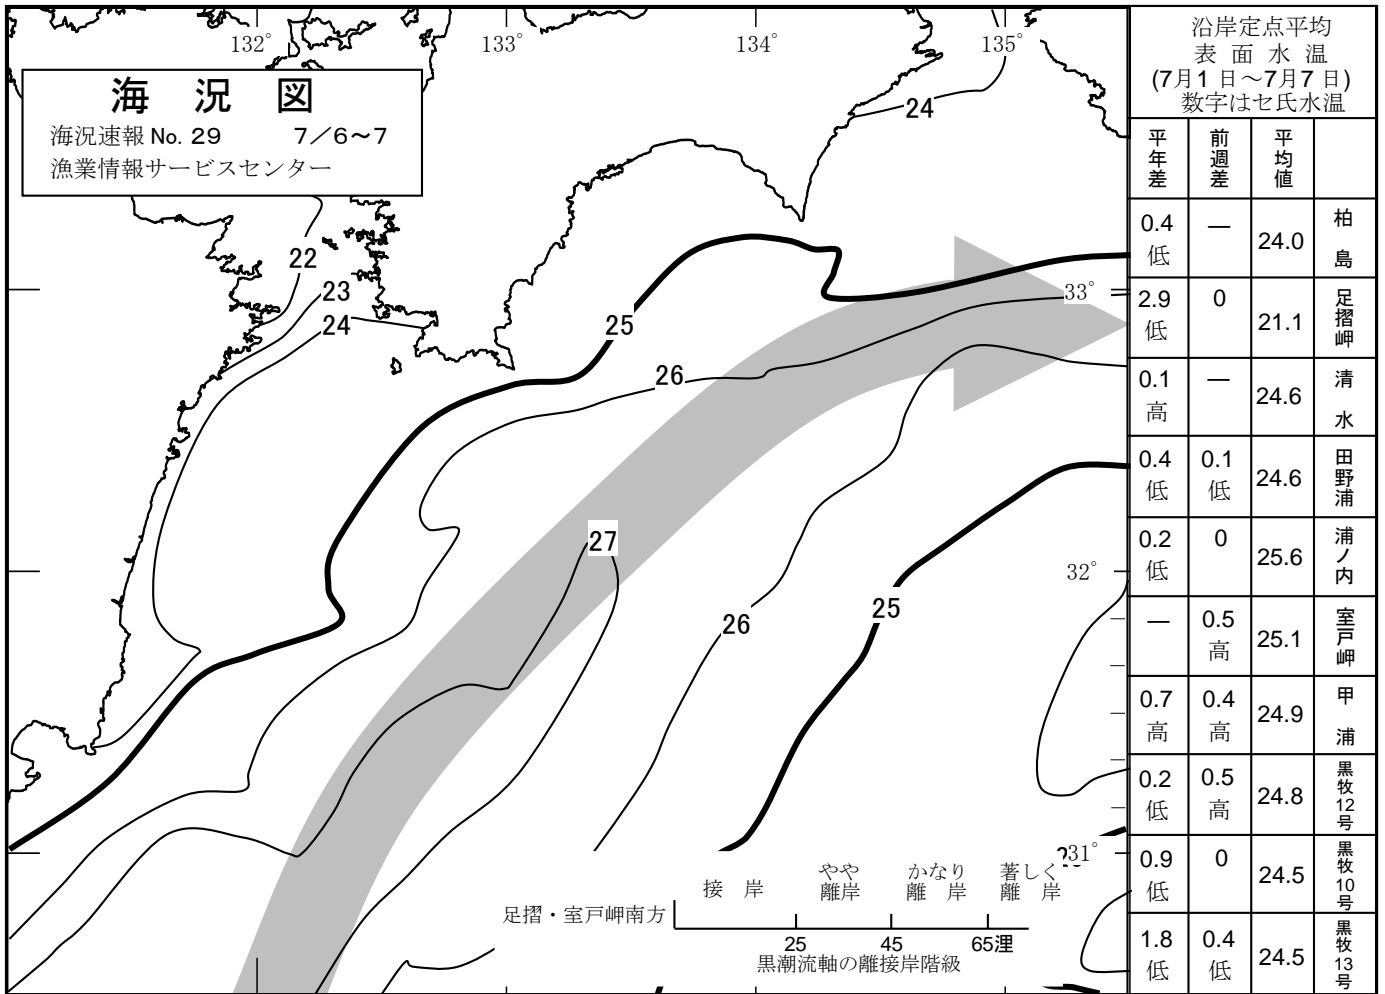 132°
133°
134°
135°
海 況 図
海況速報 No. 29 7/6～7
漁業情報サービスセンター
24
22
23
24
25
26
27
26
25
33°
32°
31°
接 岸
やや
離岸
かなり
離 岸
著しく
離 岸
足摺・室戸岬南方
25 45 65浬
黒潮流軸の離接岸階級
沿岸定点平均
表 面 水 温
(7月1日～7月7日)
数字はセ氏水温
平年差 前週差 平均値
0.4低 — 24.0 柏島
2.9低 0 21.1 足摺岬
0.1高 — 24.6 清水
0.4低 0.1低 24.6 田野浦
0.2低 0 25.6 浦ノ内
— 0.5高 25.1 室戸岬
0.7高 0.4高 24.9 甲浦
0.2低 0.5高 24.8 黒牧12号
0.9低 0 24.5 黒牧10号
1.8低 0.4低 24.5 黒牧13号